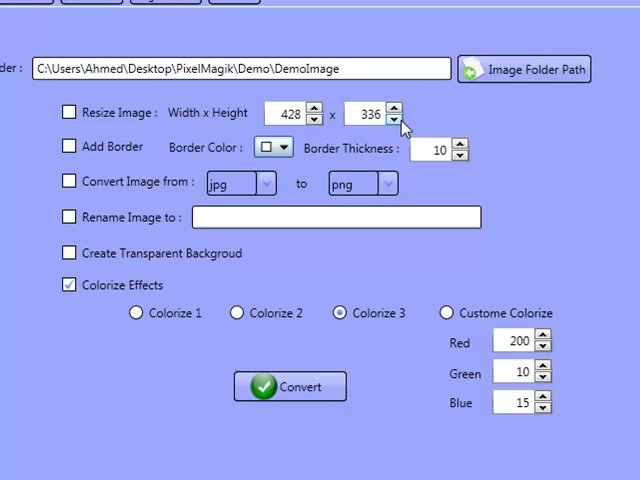 der : C:\Users\Ahmed\Desktop\PixelMagik\Demo\DemoImage Image Folder Path
Resize Image : Width x Height 428 x 336
Add Border Border Color : Border Thickness : 10
Convert Image from : jpg to png
Rename Image to :
Create Transparent Backgroud
Colorize Effects
Colorize 1 Colorize 2 Colorize 3 Custome Colorize
Red 200
Green 10
Blue 15
Convert